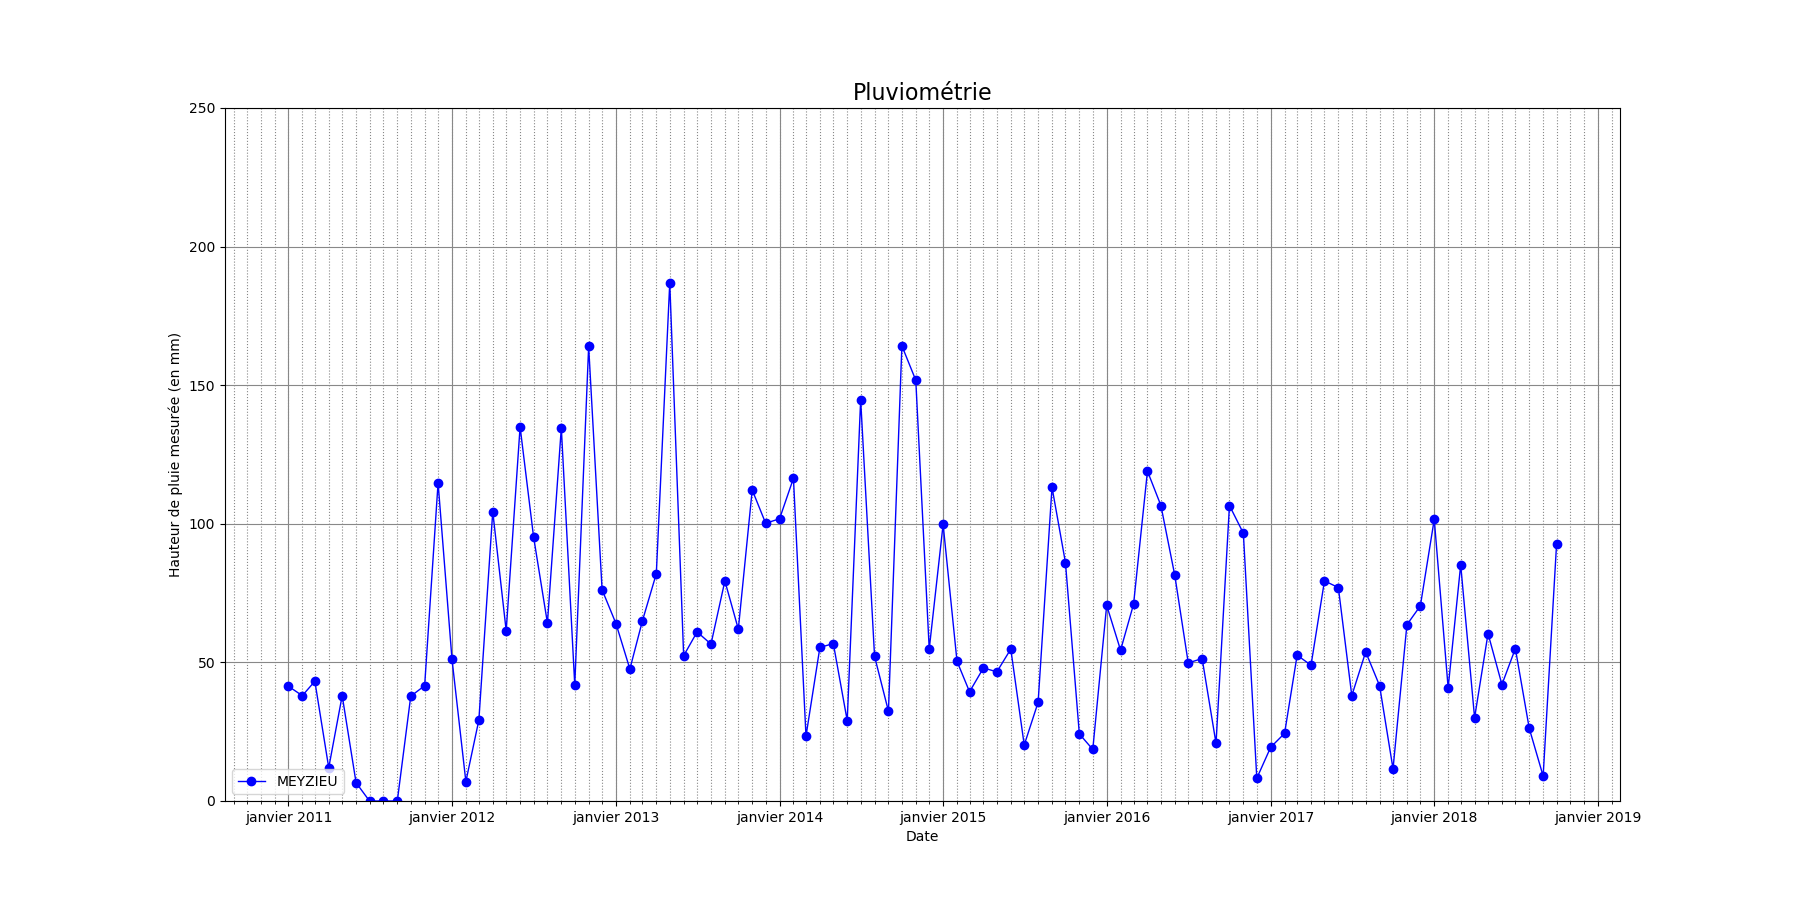 Pluviométrie
Hauteur de pluie mesurée (en mm)
250
200
150
100
50
0
MEYZIEU
janvier 2011 janvier 2012 janvier 2013 janvier 2014 janvier 2015 janvier 2016 janvier 2017 janvier 2018 janvier 2019
Date